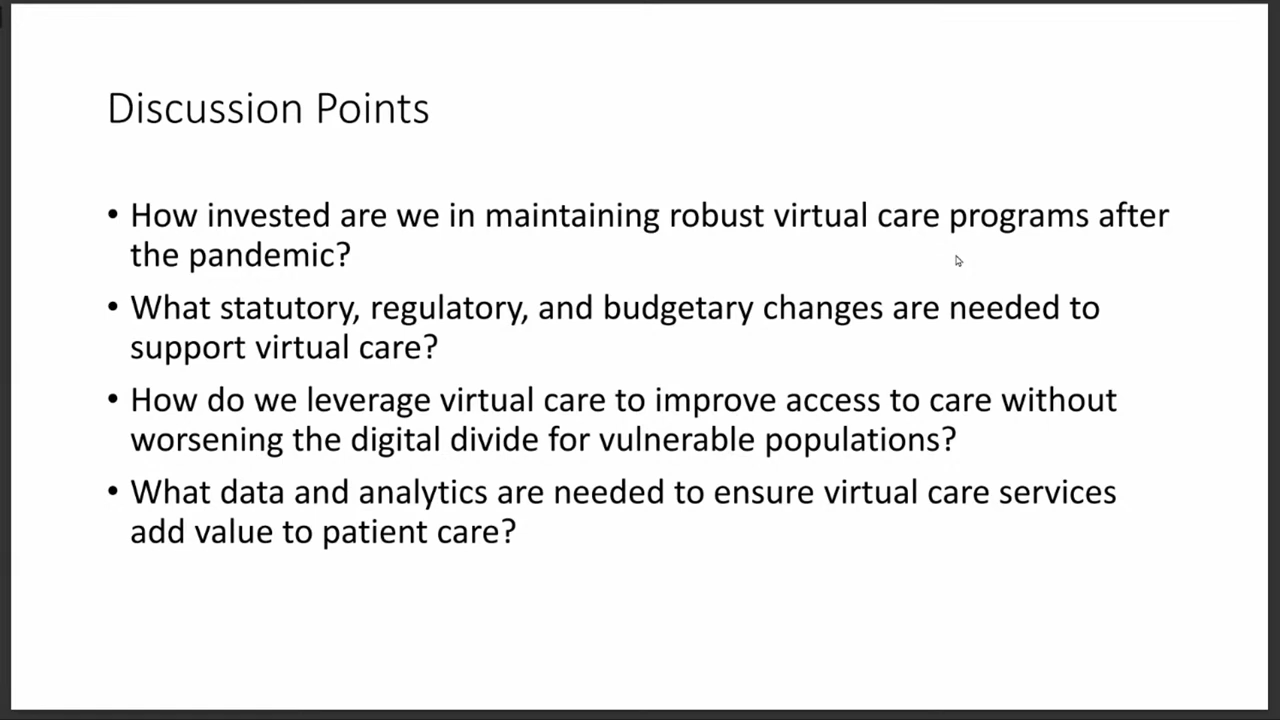 Discussion Points
• How invested are we in maintaining robust virtual care programs after
the pandemic?
• What statutory, regulatory, and budgetary changes are needed to
support virtual care?
• How do we leverage virtual care to improve access to care without
worsening the digital divide for vulnerable populations?
• What data and analytics are needed to ensure virtual care services
add value to patient care?